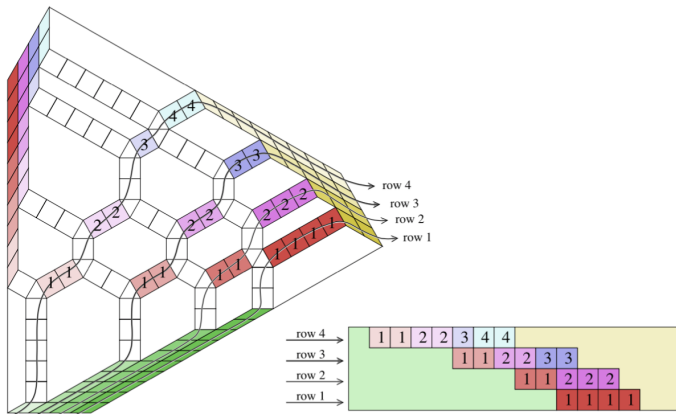 4 4
3
3 3
row 4
row 3
2 2
2 2
2 2 2
row 2
row 1
1 1
1 1
1 1
1 1 1 1
row 4 1 1 2 2 3 4 4
row 3 1 1 2 2 3 3
row 2 1 1 2 2 2
row 1 1 1 1 1